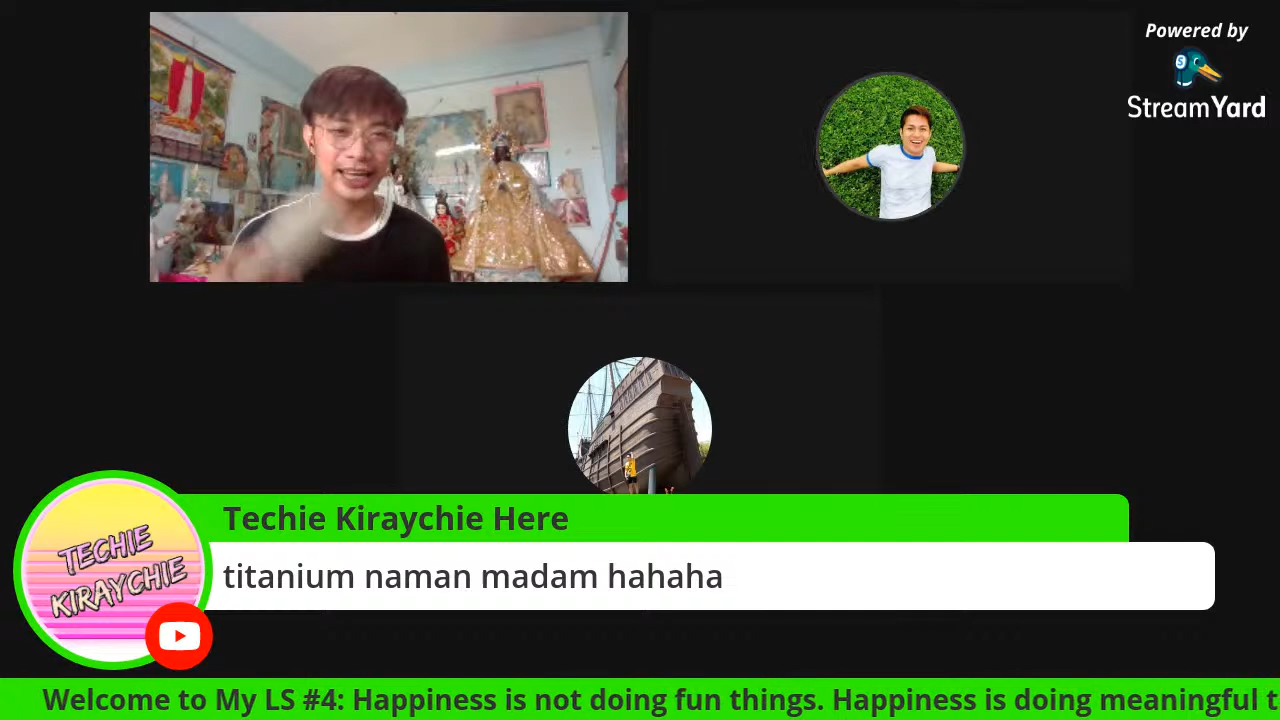 Powered by
StreamYard
TECHIE
KIRAYCHIE
Techie Kiraychie Here
titanium naman madam hahaha
Welcome to My LS #4: Happiness is not doing fun things. Happiness is doing meaningful t